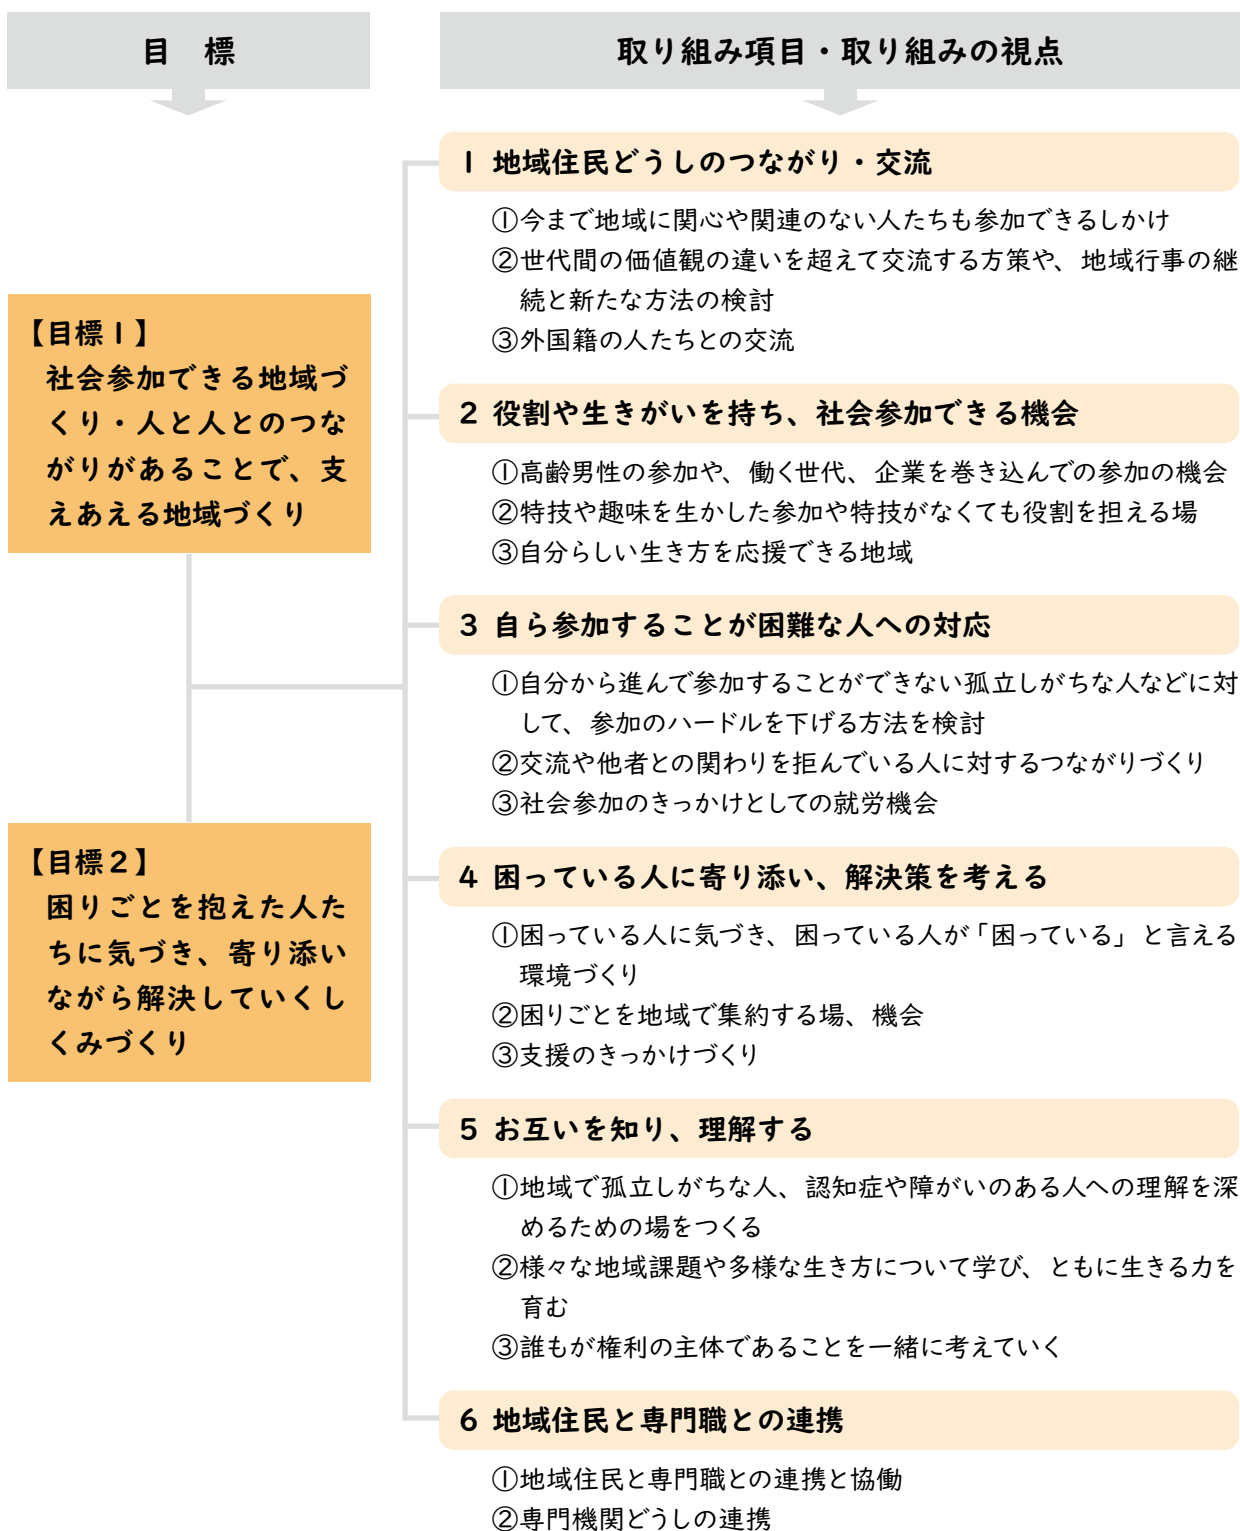 目　標
取り組み項目・取り組みの視点
【目標１】
社会参加できる地域づ
くり・人と人とのつな
がりがあることで、支
えあえる地域づくり
【目標２】
困りごとを抱えた人た
ちに気づき、寄り添い
ながら解決していくし
くみづくり
１ 地域住民どうしのつながり・交流
①今まで地域に関心や関連のない人たちも参加できるしかけ
②世代間の価値観の違いを超えて交流する方策や、地域行事の継
続と新たな方法の検討
③外国籍の人たちとの交流
２ 役割や生きがいを持ち、社会参加できる機会
①高齢男性の参加や、働く世代、企業を巻き込んでの参加の機会
②特技や趣味を生かした参加や特技がなくても役割を担える場
③自分らしい生き方を応援できる地域
３ 自ら参加することが困難な人への対応
①自分から進んで参加することができない孤立しがちな人などに対
して、参加のハードルを下げる方法を検討
②交流や他者との関わりを拒んでいる人に対するつながりづくり
③社会参加のきっかけとしての就労機会
４ 困っている人に寄り添い、解決策を考える
①困っている人に気づき、困っている人が「困っている」と言える
環境づくり
②困りごとを地域で集約する場、機会
③支援のきっかけづくり
５ お互いを知り、理解する
①地域で孤立しがちな人、認知症や障がいのある人への理解を深
めるための場をつくる
②様々な地域課題や多様な生き方について学び、ともに生きる力を
育む
③誰もが権利の主体であることを一緒に考えていく
６ 地域住民と専門職との連携
①地域住民と専門職との連携と協働
②専門機関どうしの連携